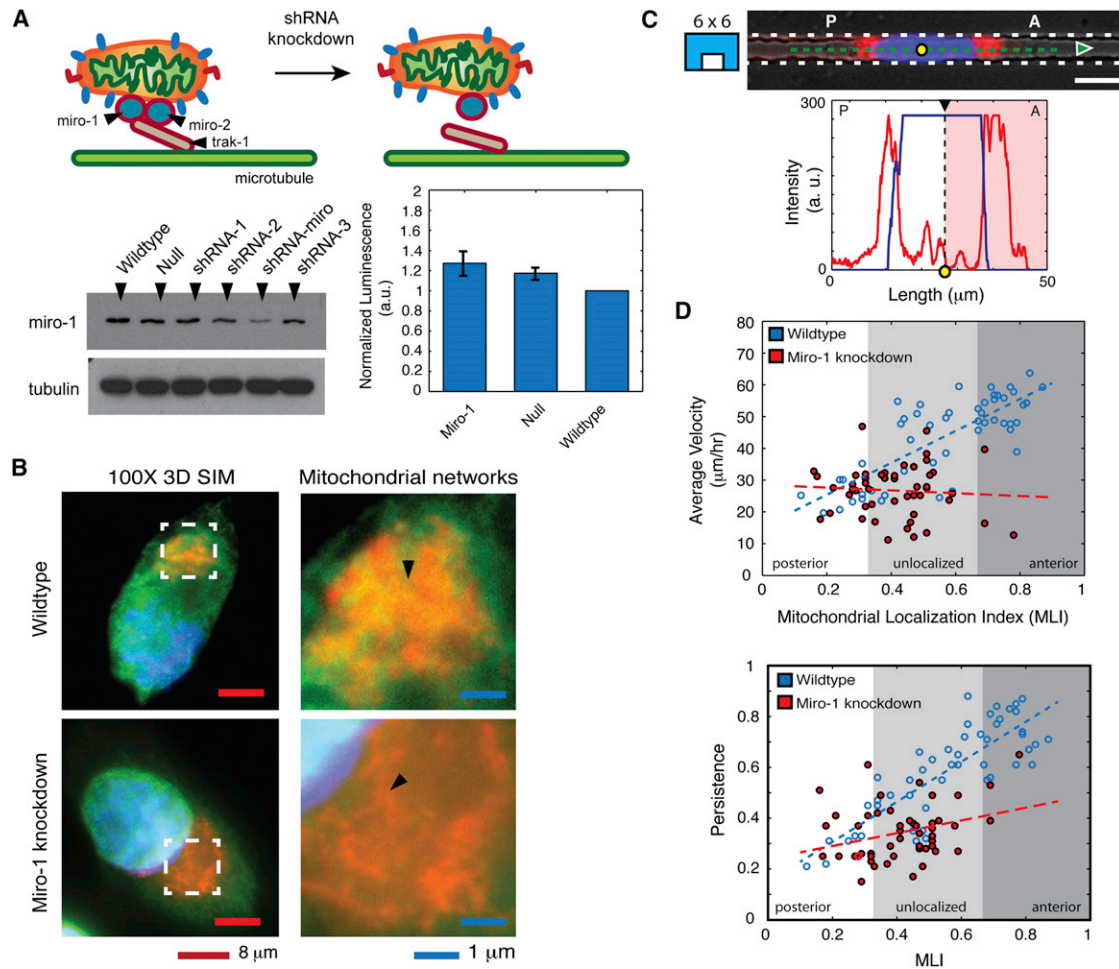 A
shRNA
knockdown
miro-1
miro-2
trak-1
microtubule
Wildtype
Null
shRNA-1
shRNA-2
shRNA-miro
shRNA-3
miro-1
tubulin
Normalized Luminescence
(a.u.)
2
1.8
1.6
1.4
1.2
1
0.8
0.6
0.4
0.2
0
Miro-1
Null
Wildtype
B
100X 3D SIM
Mitochondrial networks
Wildtype
Miro-1 knockdown
8 μm
1 μm
C
6 x 6
P
A
300
P
A
Intensity
(a. u.)
0
0
50
Length (μm)
D
80
70
60
50
40
30
20
10
0
Wildtype
Miro-1 knockdown
Average Velocity
(μm/hr)
posterior
unlocalized
anterior
0
0.2
0.4
0.6
0.8
1
Mitochondrial Localization Index (MLI)
1
0.8
0.6
0.4
0.2
0
Wildtype
Miro-1 knockdown
Persistence
posterior
unlocalized
anterior
0
0.2
0.4
0.6
0.8
1
MLI